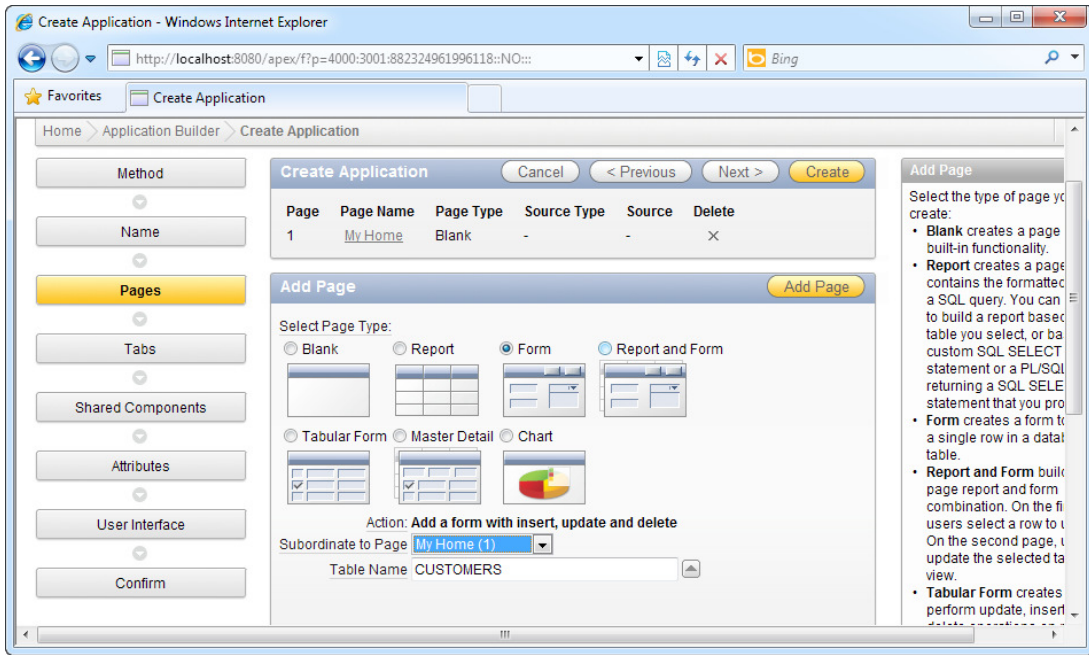 Create Application - Windows Internet Explorer
http://localhost:8080/apex/f?p=4000:3001:882324961996118::NO:::
Bing
Favorites
Create Application
Home
Application Builder
Create Application
Method
Name
Pages
Tabs
Shared Components
Attributes
User Interface
Confirm
Create Application
Cancel
< Previous
Next >
Create
Page Page Name Page Type Source Type Source Delete
1 My Home Blank - -
Add Page
Add Page
Select Page Type:
Blank Report Form Report and Form
Tabular Form Master Detail Chart
Action: Add a form with insert, update and delete
Subordinate to Page My Home (1)
Table Name CUSTOMERS
Add Page
Select the type of page yo
create:
• Blank creates a page
built-in functionality.
• Report creates a page
contains the formatted
a SQL query. You can
to build a report based
table you select, or ba
custom SQL SELECT
statement or a PL/SQL
returning a SQL SELE
statement that you pro
• Form creates a form to
a single row in a datab
table.
• Report and Form build
page report and form
combination. On the fi
users select a row to u
On the second page, u
update the selected ta
view.
• Tabular Form creates
perform update, insert